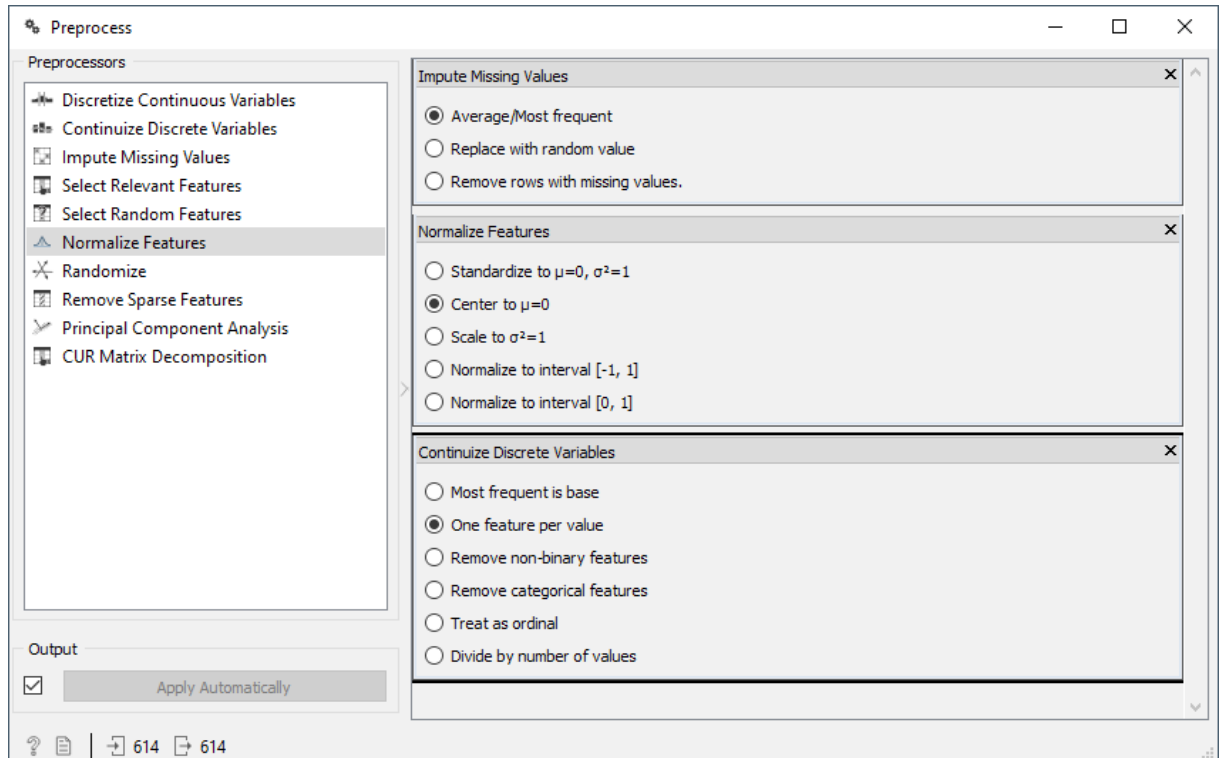 Preprocess
Preprocessors
Discretize Continuous Variables
Continuize Discrete Variables
Impute Missing Values
Select Relevant Features
Select Random Features
Normalize Features
Randomize
Remove Sparse Features
Principal Component Analysis
CUR Matrix Decomposition
Output
Apply Automatically
614 614
Impute Missing Values
Average/Most frequent
Replace with random value
Remove rows with missing values.
Normalize Features
Standardize to μ=0, σ²=1
Center to μ=0
Scale to σ²=1
Normalize to interval [-1, 1]
Normalize to interval [0, 1]
Continuize Discrete Variables
Most frequent is base
One feature per value
Remove non-binary features
Remove categorical features
Treat as ordinal
Divide by number of values